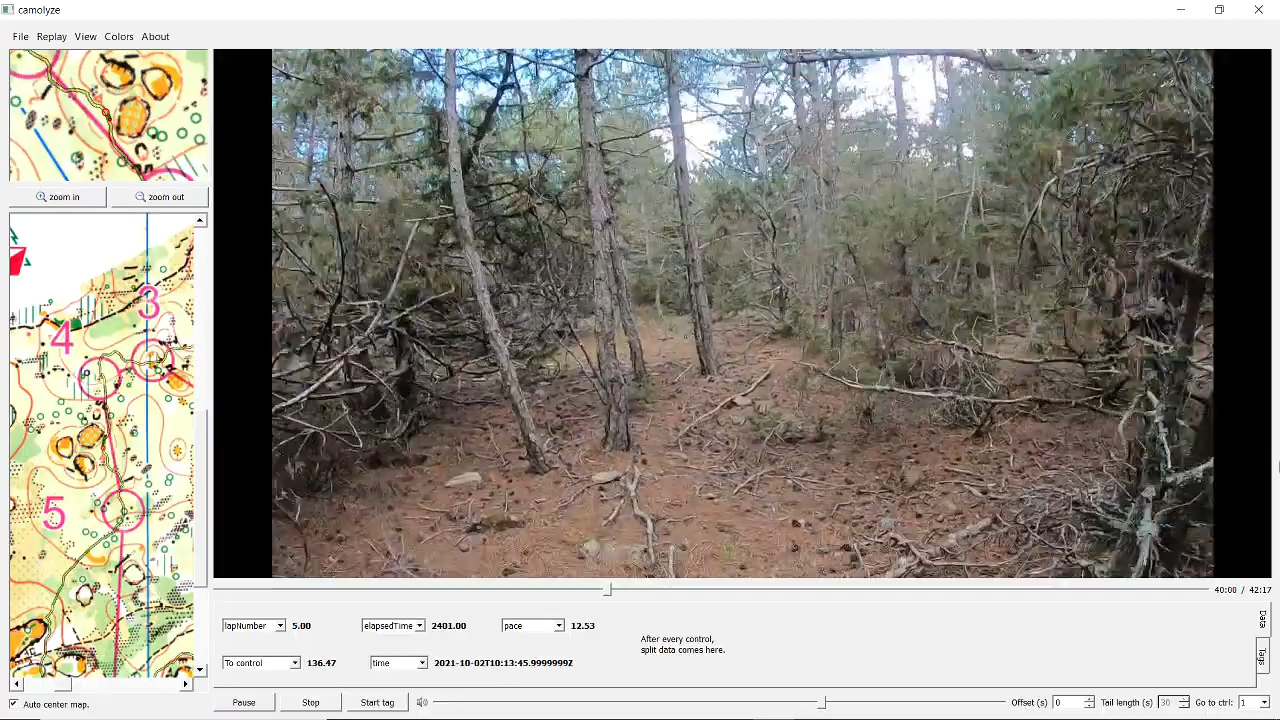 camolyze
File Replay View Colors About
zoom in zoom out
3
4
5
40:00 / 42:17
lapNumber 5.00 elapsedTime 2401.00 pace 12.53
After every control,
split data comes here.
To control 136.47 time 2021-10-02T10:13:45.9999999Z
Data
Tags
Auto center map.
Pause Stop Start tag Offset (s) 0 Tail length (s) 30 Go to ctrl: 1